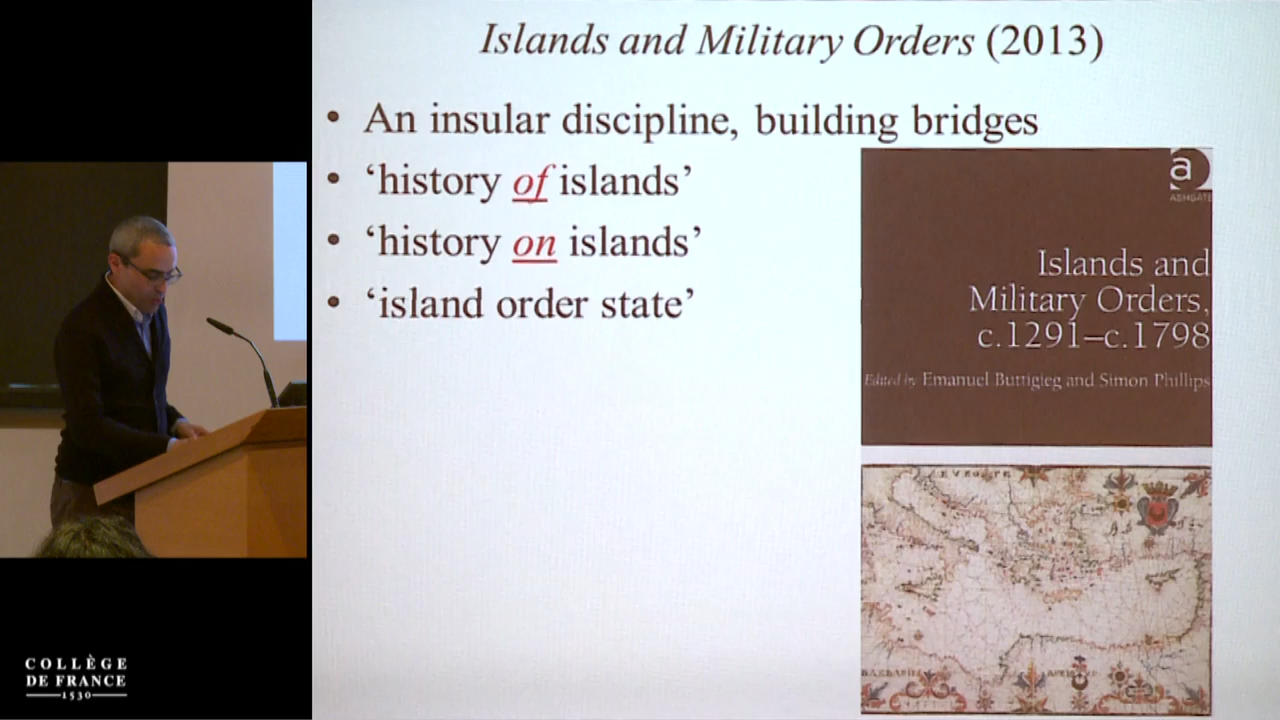 Islands and Military Orders (2013)
• An insular discipline, building bridges
• ‘history of islands’
• ‘history on islands’
• ‘island order state’
a
ASHGATE
Islands and
Military Orders,
c.1291–c.1798
Edited by Emanuel Buttigieg and Simon Phillips
COLLÈGE
DE FRANCE
1530